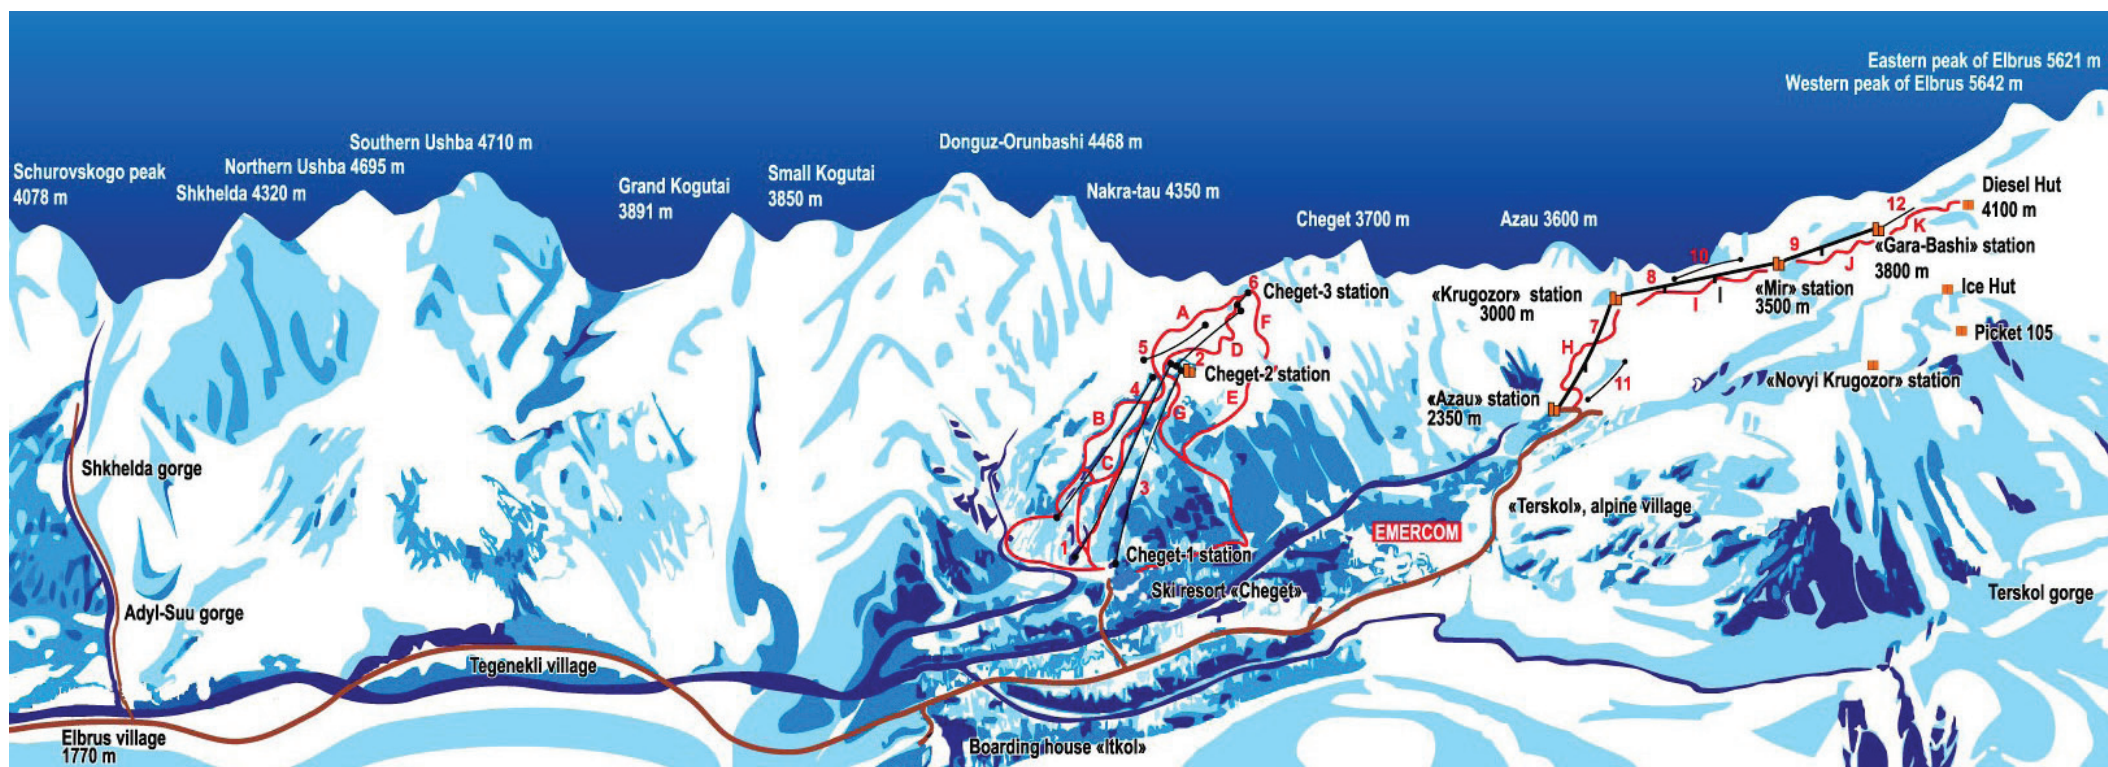 Eastern peak of Elbrus 5621 m
Western peak of Elbrus 5642 m
Southern Ushba 4710 m
Northern Ushba 4695 m
Schurovskogo peak
4078 m
Shkhelda 4320 m
Grand Kogutai
3891 m
Small Kogutai
3850 m
Donguz-Orunbashi 4468 m
Nakra-tau 4350 m
Cheget 3700 m
Azau 3600 m
Diesel Hut
4100 m
12
K
«Gara-Bashi» station
3800 m
9
J
10
8
I
I
«Mir» station
3500 m
Ice Hut
Picket 105
«Novyi Krugozor» station
«Krugozor» station
3000 m
7
H
11
«Azau» station
2350 m
6
Cheget-3 station
A
F
5
D
2
Cheget-2 station
4
B
G
E
C
3
1
Cheget-1 station
Ski resort «Cheget»
EMERCOM
«Terskol», alpine village
Terskol gorge
Shkhelda gorge
Adyl-Suu gorge
Tegenekli village
Elbrus village
1770 m
Boarding house «Itkol»